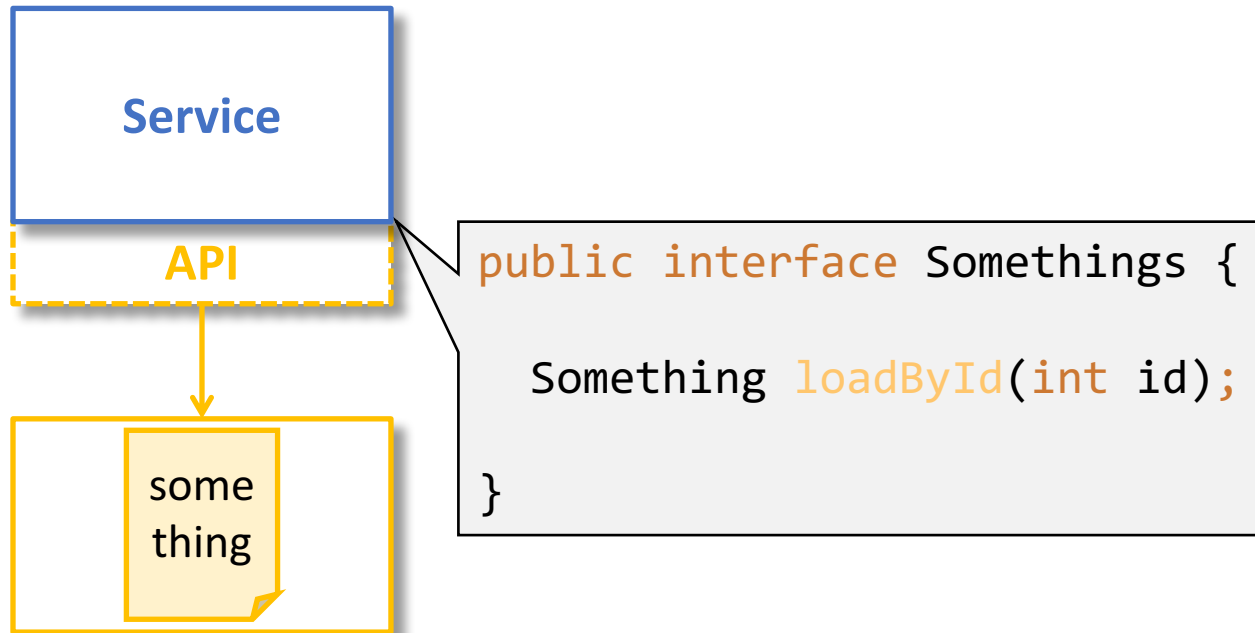 Service
API
public interface Somethings {
Something loadById(int id);
}
some
thing